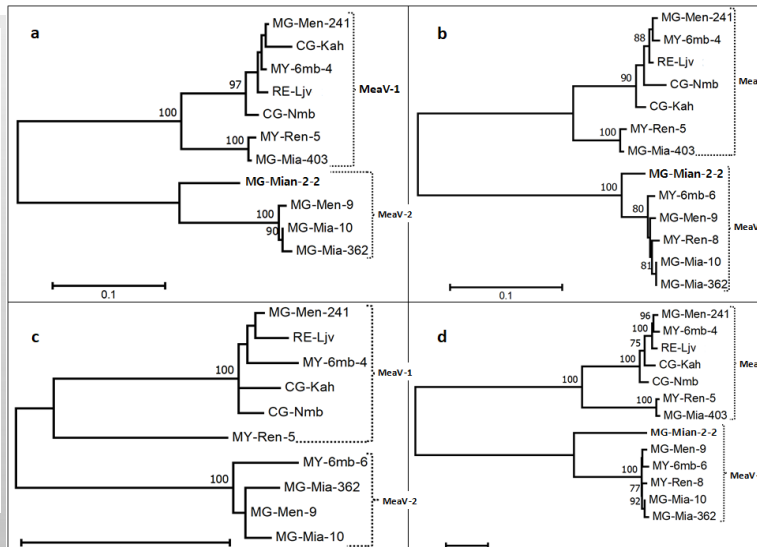 a
MG-Men-241
CG-Kah
MY-6mb-4
97
RE-Ljv
MeaV-1
CG-Nmb
100
MY-Ren-5
100
MG-Mia-403
MG-Mian-2-2
MG-Men-9
100
MeaV-2
MG-Mia-10
90
MG-Mia-362
0.1
b
MG-Men-241
88
MY-6mb-4
RE-Ljv
Mea
90
CG-Nmb
CG-Kah
MY-Ren-5
100
MG-Mia-403
MG-Mian-2-2
100
MY-6mb-6
80
MG-Men-9
MeaV
MY-Ren-8
81
MG-Mia-10
MG-Mia-362
0.1
c
MG-Men-241
RE-Ljv
100
MY-6mb-4
MeaV-1
CG-Kah
CG-Nmb
MY-Ren-5
MY-6mb-6
100
MG-Mia-362
MeaV-2
MG-Men-9
MG-Mia-10
d
MG-Men-241
96
100
MY-6mb-4
75
RE-Ljv
Mea
100
CG-Kah
100
CG-Nmb
100
MY-Ren-5
MG-Mia-403
MG-Mian-2-2
MG-Men-9
100
MY-6mb-6
MeaV-
77
MY-Ren-8
92
MG-Mia-10
MG-Mia-362